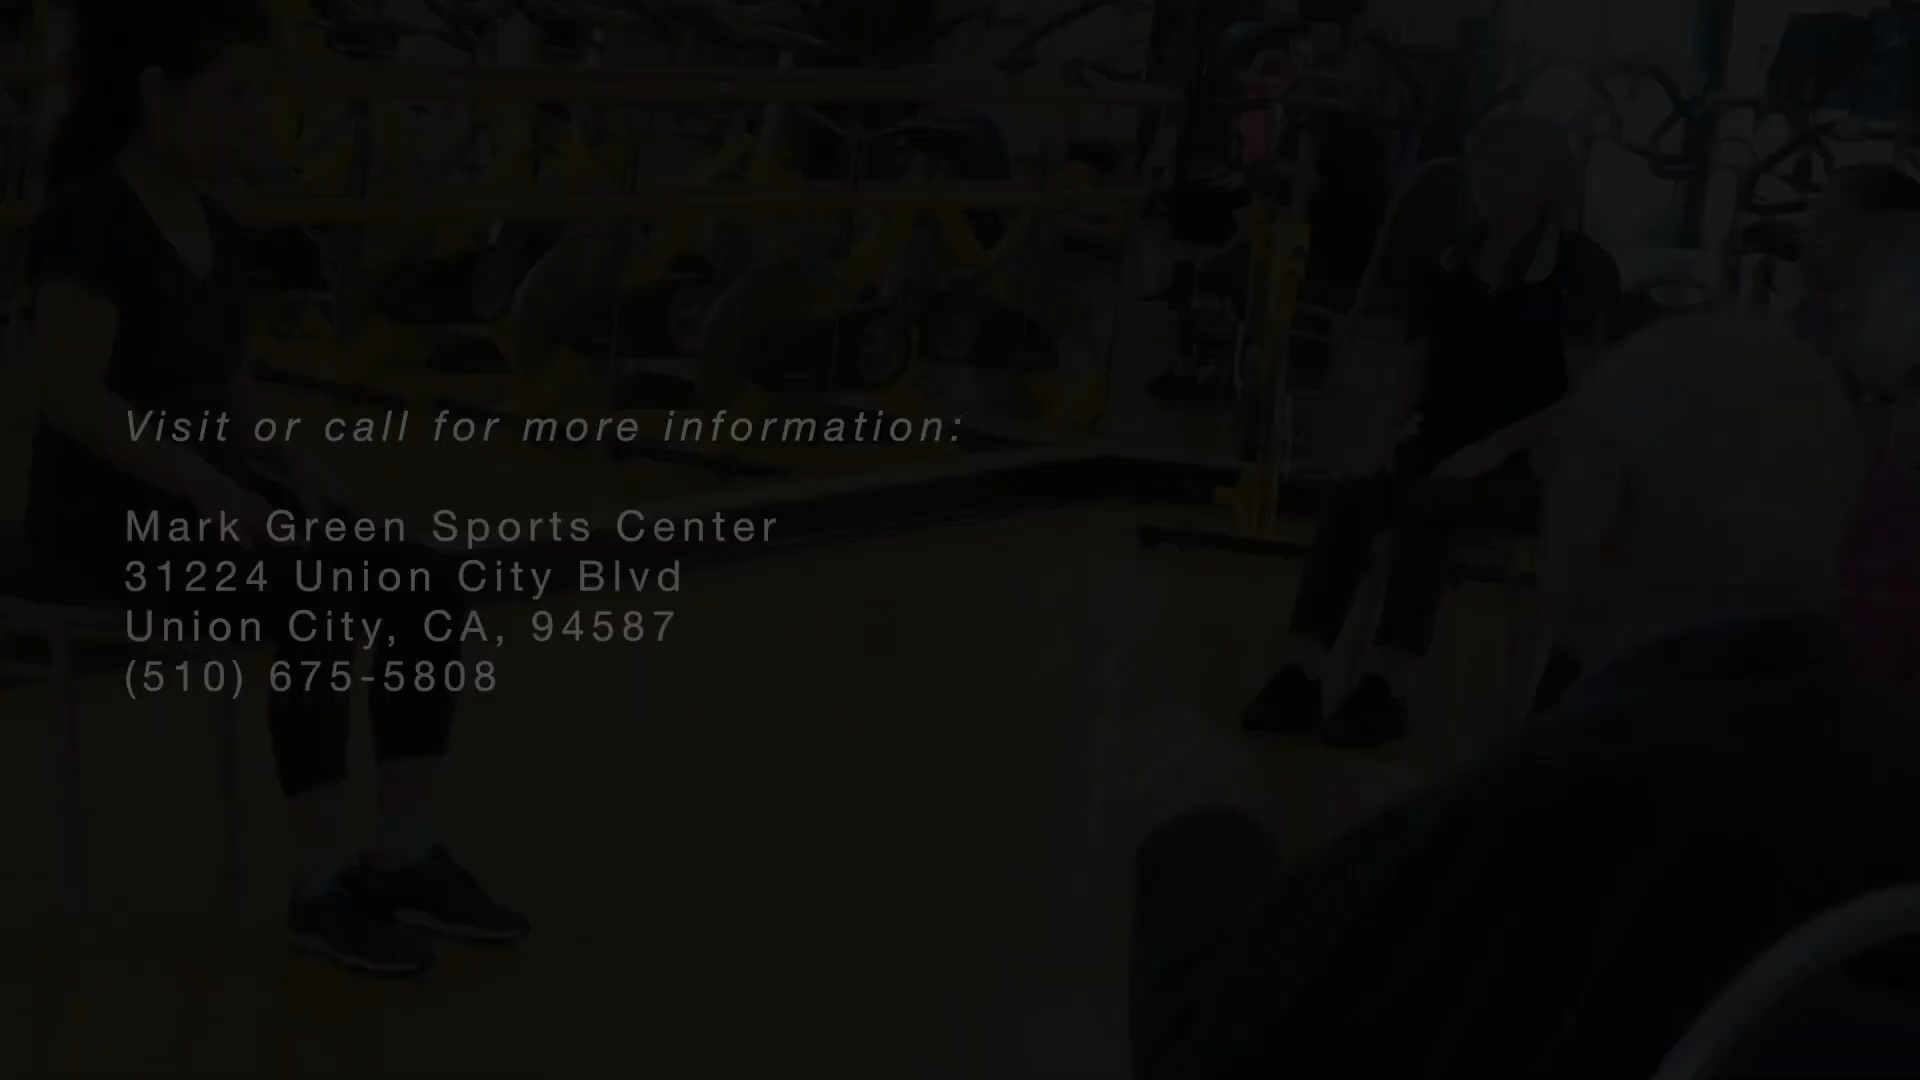 Visit or call for more information:
Mark Green Sports Center
31224 Union City Blvd
Union City, CA, 94587
(510) 675-5808